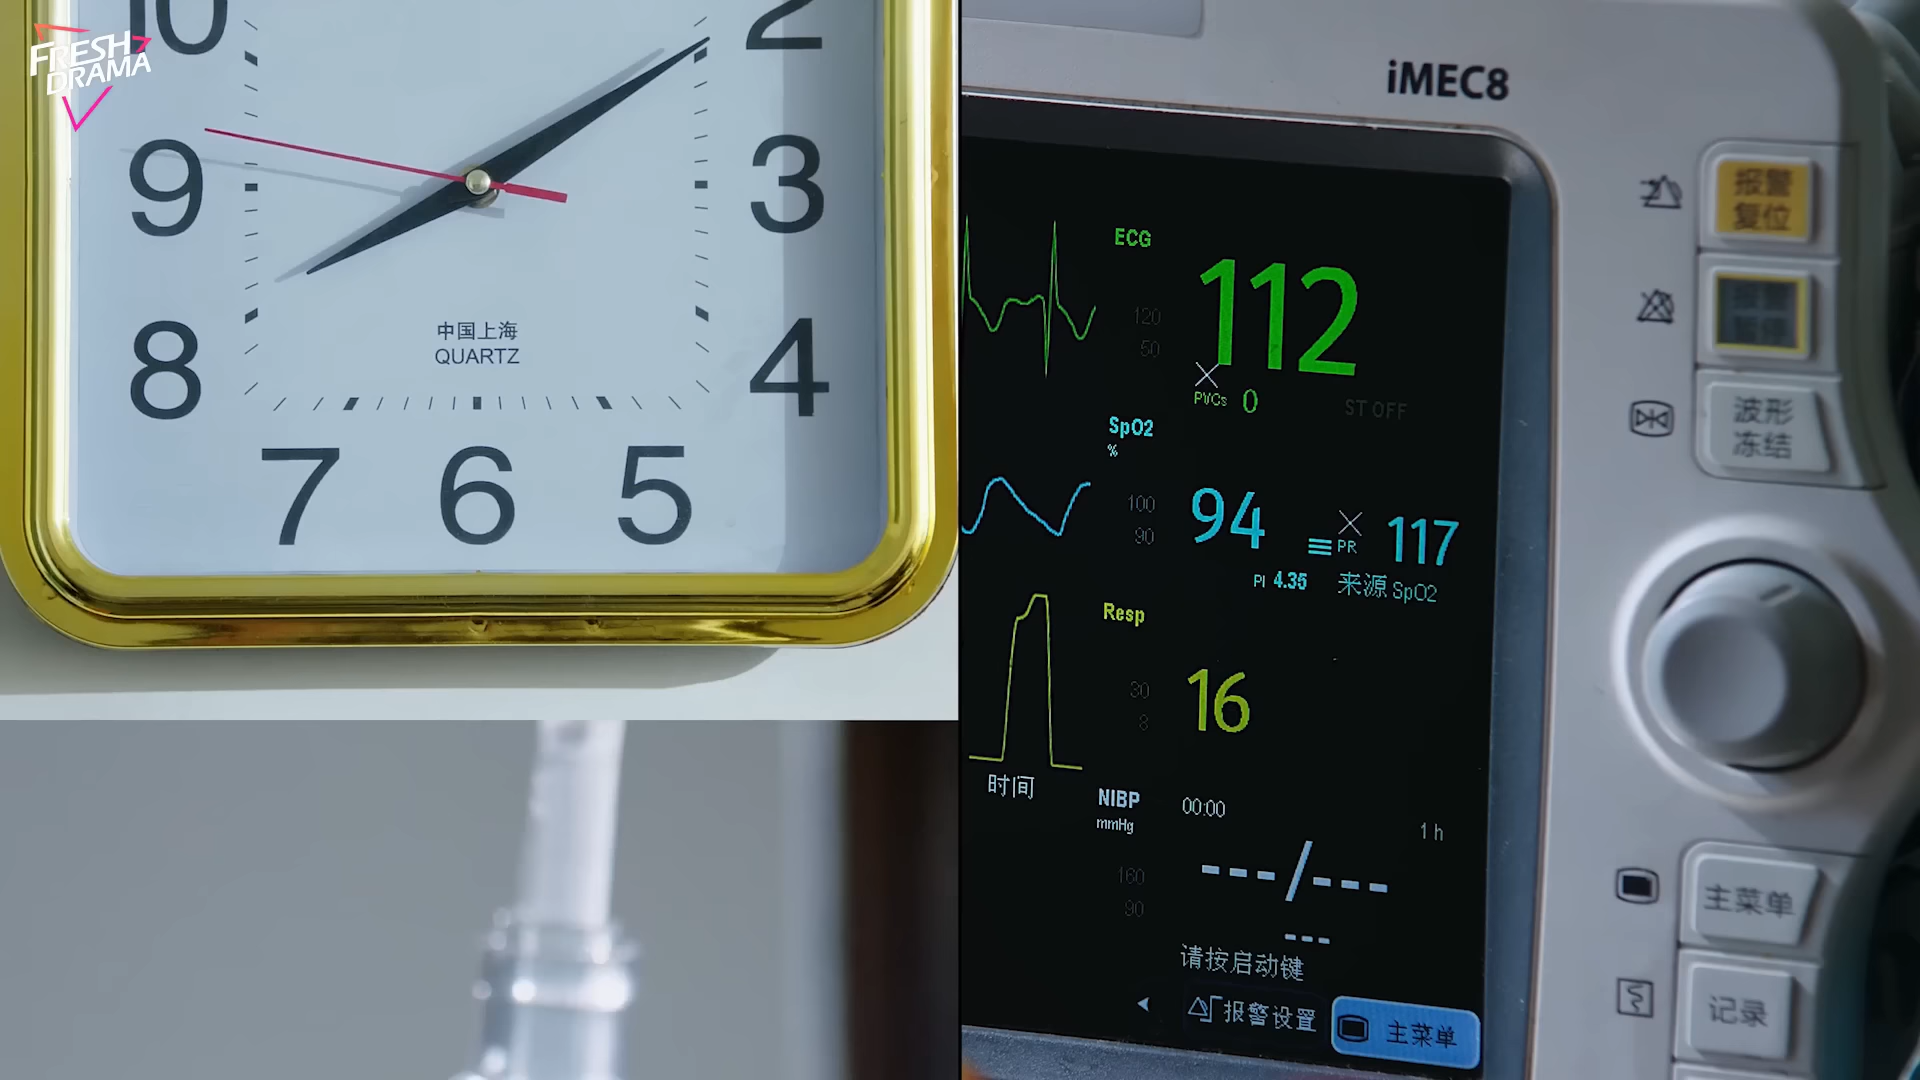 FRESH
DRAMA
10
2
9
3
8
4
7
6
5
中国上海
QUARTZ
iMEC8
报警
复位
波形
冻结
主菜单
记录
ECG
112
120
50
PVCs 0
ST OFF
SpO2
%
100
90
94
PR
117
PI 4.35
来源 SpO2
Resp
30
8
16
时间
NIBP
mmHg
00:00
1 h
160
90
---/---
---
请按启动键
报警设置
主菜单